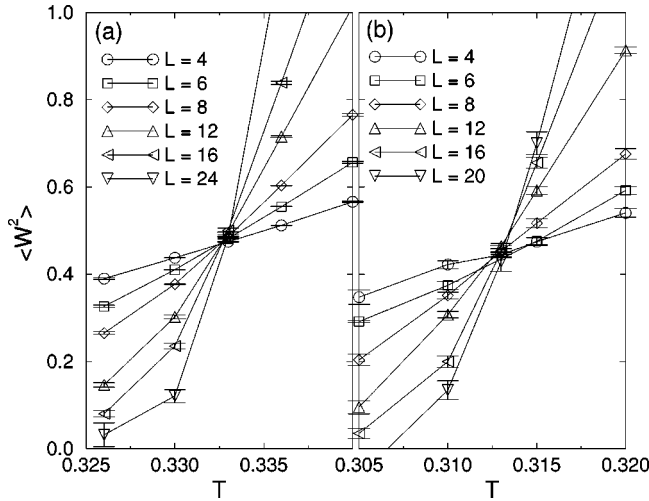 (a)
L = 4
L = 6
L = 8
L = 12
L = 16
L = 24
(b)
L = 4
L = 6
L = 8
L = 12
L = 16
L = 20
1.0
0.8
0.6
0.4
0.2
0.0
<W²>
0.325 0.330 0.335 0.305 0.310 0.315 0.320
T T